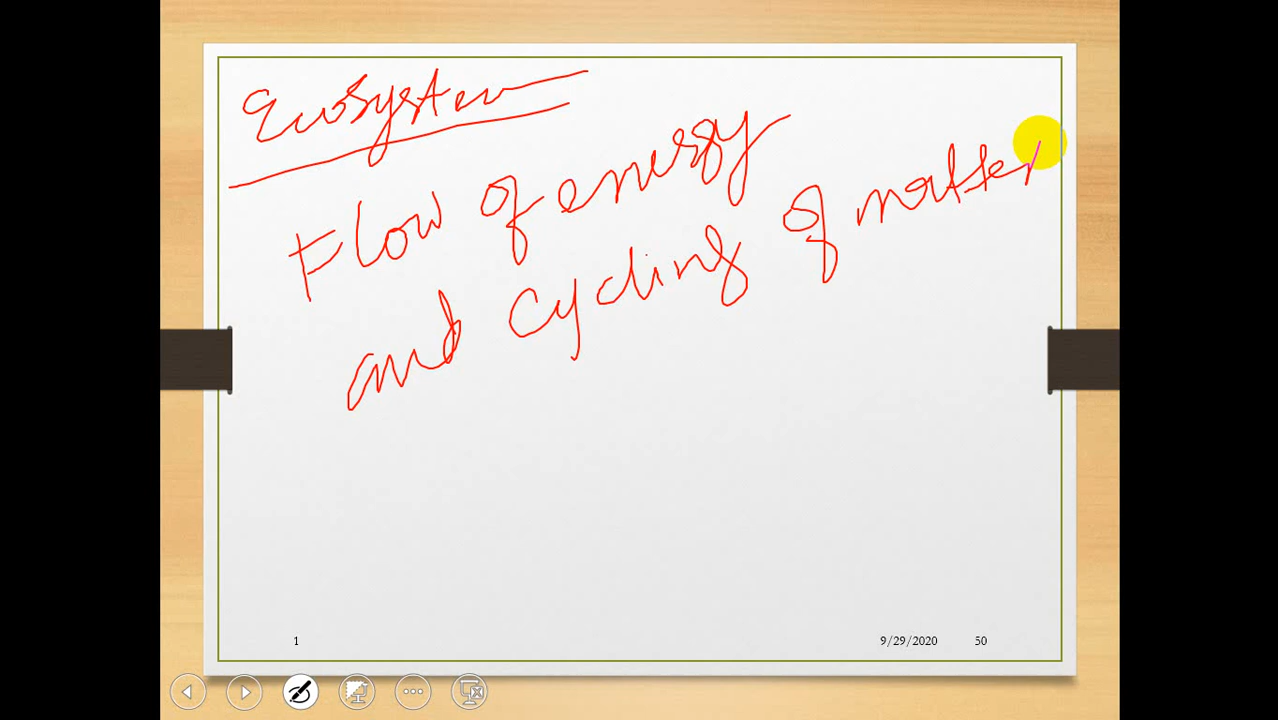 Ecosystem
Flow of energy
and cycling of matter
1 9/29/2020 50